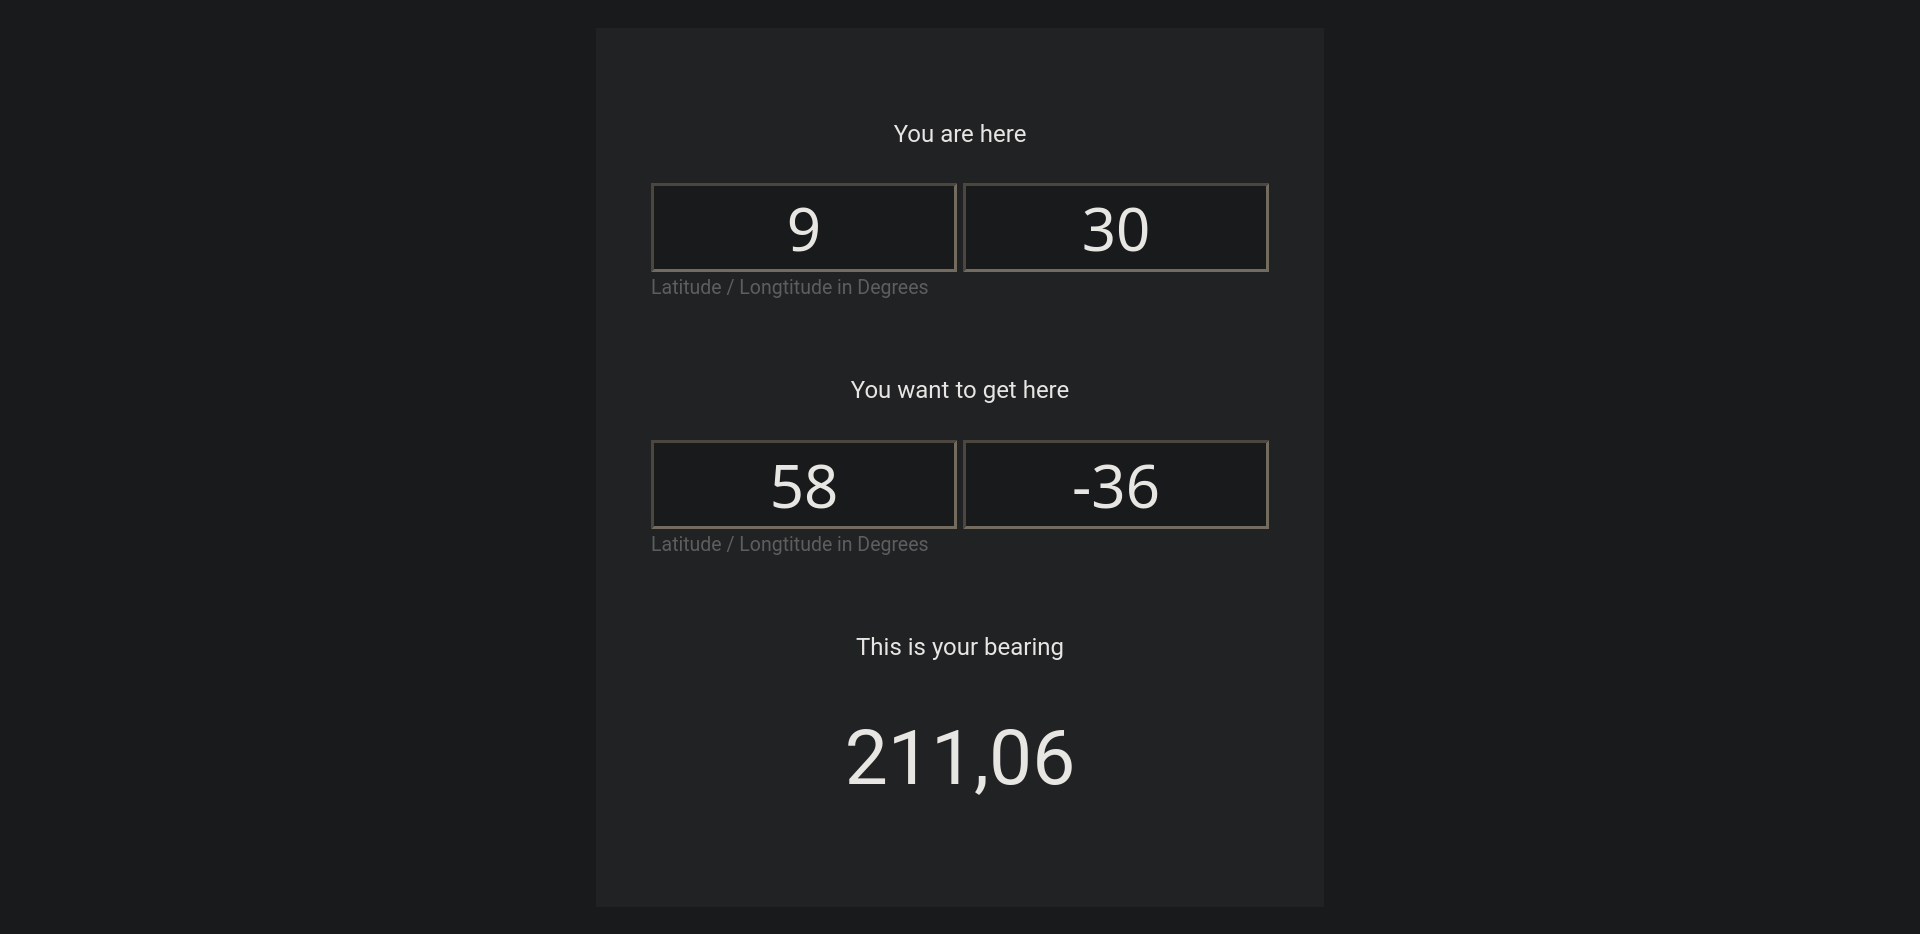 You are here
9 30
Latitude / Longtitude in Degrees
You want to get here
58 -36
Latitude / Longtitude in Degrees
This is your bearing
211,06